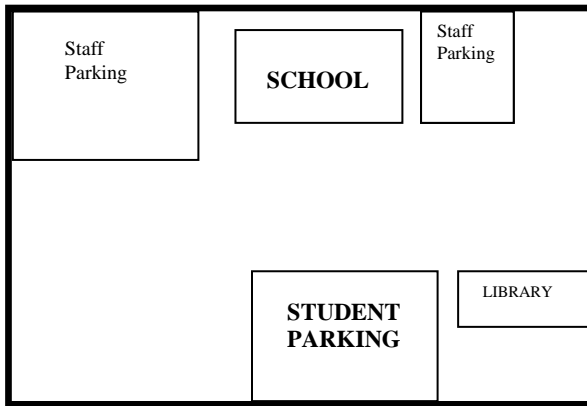 Staff
Parking
SCHOOL
Staff
Parking
STUDENT
PARKING
LIBRARY